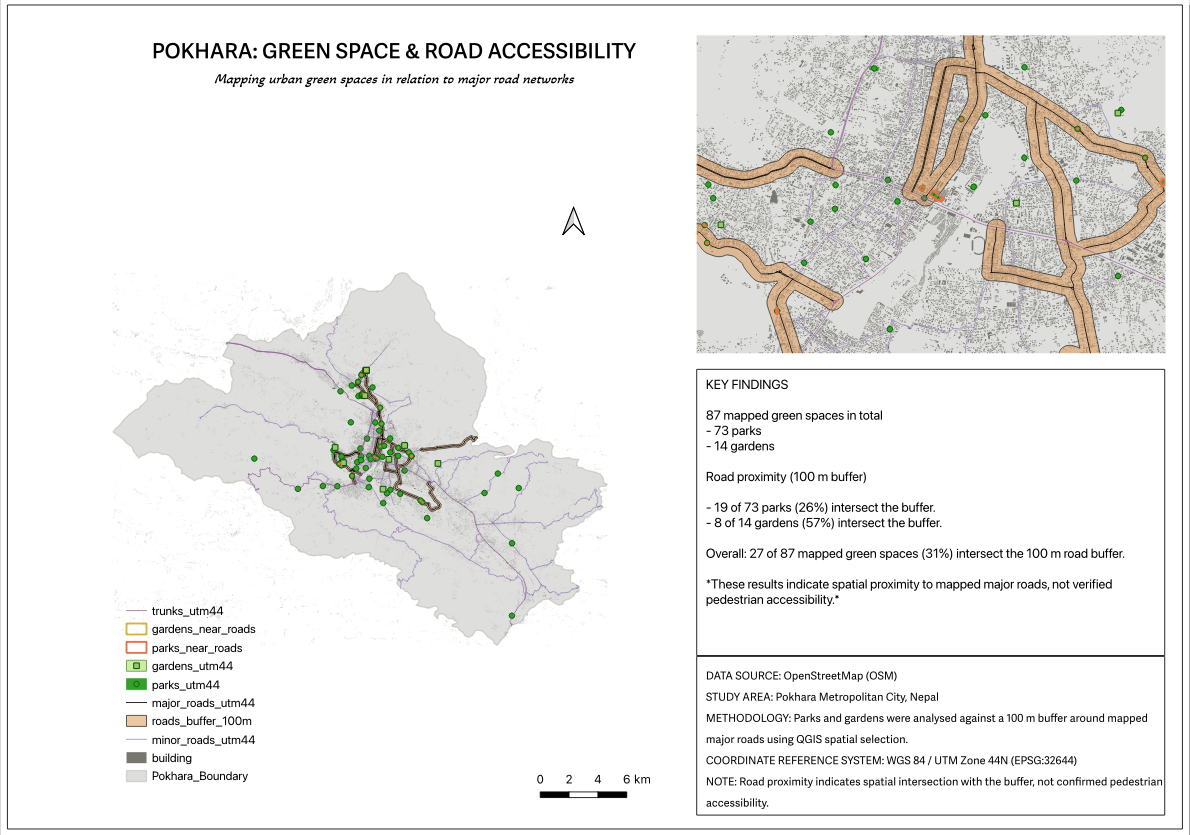 POKHARA: GREEN SPACE & ROAD ACCESSIBILITY
Mapping urban green spaces in relation to major road networks
trunks_utm44
gardens_near_roads
parks_near_roads
gardens_utm44
parks_utm44
major_roads_utm44
roads_buffer_100m
minor_roads_utm44
building
Pokhara_Boundary
0 2 4 6 km
KEY FINDINGS
87 mapped green spaces in total
- 73 parks
- 14 gardens
Road proximity (100 m buffer)
- 19 of 73 parks (26%) intersect the buffer.
- 8 of 14 gardens (57%) intersect the buffer.
Overall: 27 of 87 mapped green spaces (31%) intersect the 100 m road buffer.
*These results indicate spatial proximity to mapped major roads, not verified
pedestrian accessibility.*
DATA SOURCE: OpenStreetMap (OSM)
STUDY AREA: Pokhara Metropolitan City, Nepal
METHODOLOGY: Parks and gardens were analysed against a 100 m buffer around mapped
major roads using QGIS spatial selection.
COORDINATE REFERENCE SYSTEM: WGS 84 / UTM Zone 44N (EPSG:32644)
NOTE: Road proximity indicates spatial intersection with the buffer, not confirmed pedestrian
accessibility.